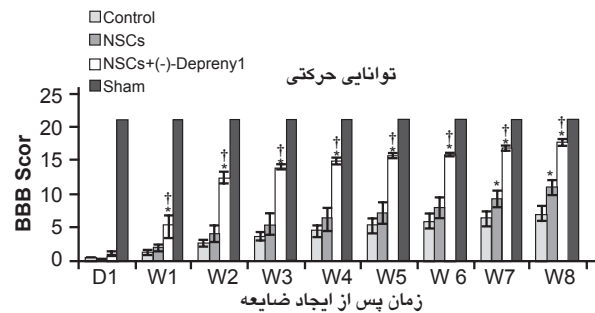 Control
NSCs
NSCs+(-)-Depreny1
Sham
توانایی حرکتی
BBB Scor
25
20
15
10
5
0
† *
† *
† *
† *
† *
† *
* † *
* † *
D1 W1 W2 W3 W4 W5 W 6 W7 W8
زمان پس از ایجاد ضایعه